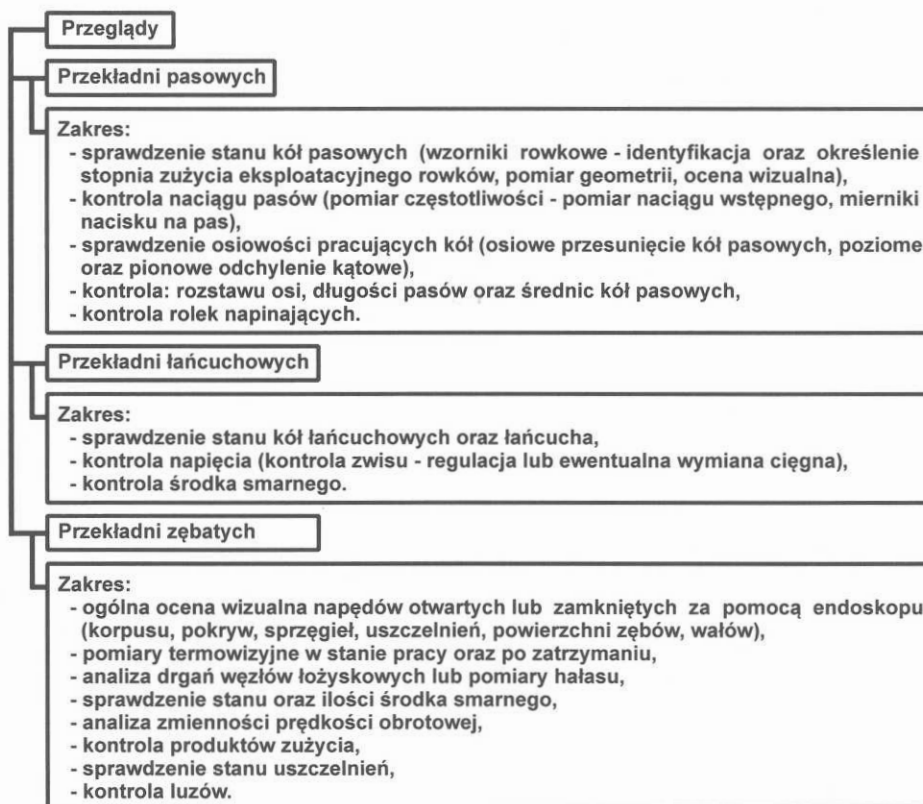 Przeglądy
Przekładni pasowych
Zakres:
- sprawdzenie stanu kół pasowych (wzorniki rowkowe - identyfikacja oraz określenie
stopnia zużycia eksploatacyjnego rowków, pomiar geometrii, ocena wizualna),
- kontrola naciągu pasów (pomiar częstotliwości - pomiar naciągu wstępnego, mierniki
nacisku na pas),
- sprawdzenie osiowości pracujących kół (osiowe przesunięcie kół pasowych, poziome
oraz pionowe odchylenie kątowe),
- kontrola: rozstawu osi, długości pasów oraz średnic kół pasowych,
- kontrola rolek napinających.
Przekładni łańcuchowych
Zakres:
- sprawdzenie stanu kół łańcuchowych oraz łańcucha,
- kontrola napięcia (kontrola zwisu - regulacja lub ewentualna wymiana cięgna),
- kontrola środka smarnego.
Przekładni zębatych
Zakres:
- ogólna ocena wizualna napędów otwartych lub zamkniętych za pomocą endoskopu
(korpusu, pokryw, sprzęgieł, uszczelnień, powierzchni zębów, wałów),
- pomiary termowizyjne w stanie pracy oraz po zatrzymaniu,
- analiza drgań węzłów łożyskowych lub pomiary hałasu,
- sprawdzenie stanu oraz ilości środka smarnego,
- analiza zmienności prędkości obrotowej,
- kontrola produktów zużycia,
- sprawdzenie stanu uszczelnień,
- kontrola luzów.